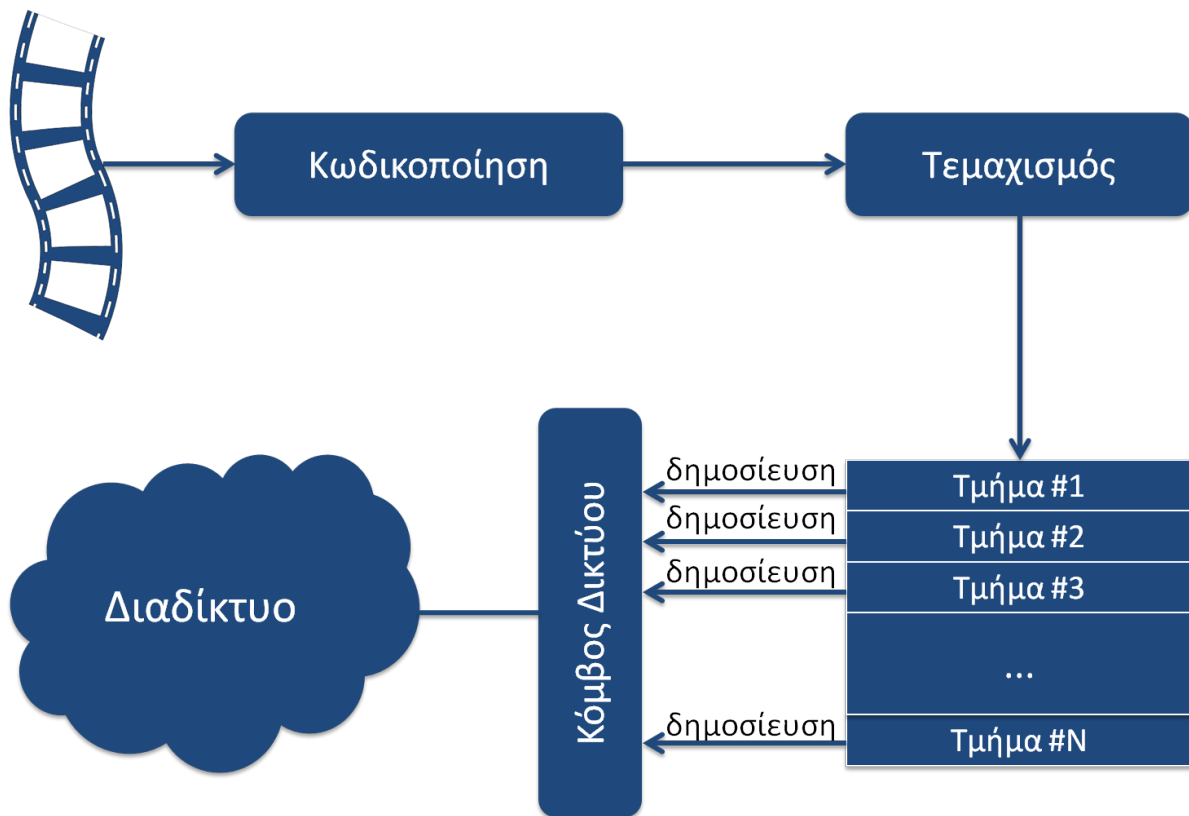 Κωδικοποίηση
Τεμαχισμός
δημοσίευση
Τμήμα #1
δημοσίευση
Τμήμα #2
δημοσίευση
Τμήμα #3
...
δημοσίευση
Τμήμα #N
Κόμβος Δικτύου
Διαδίκτυο